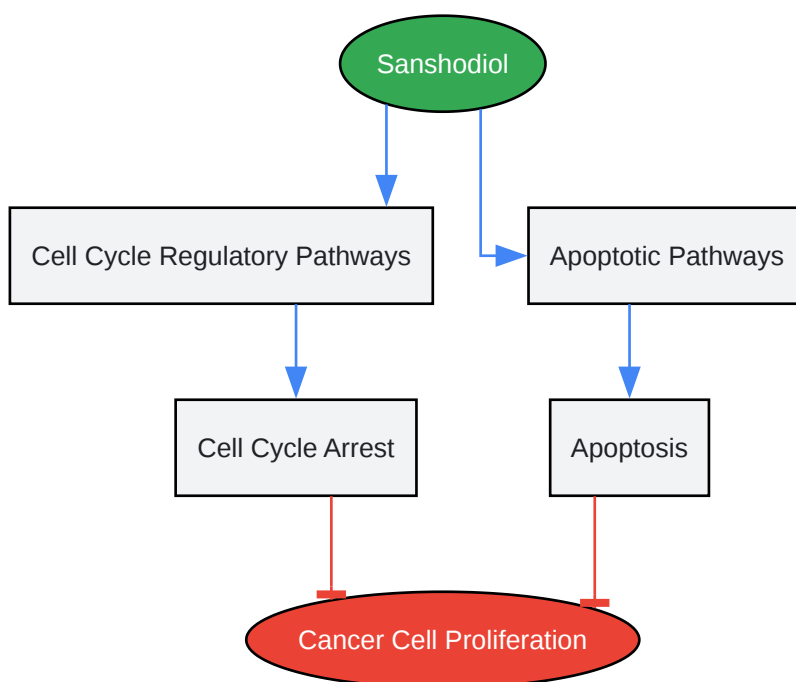 Sanshodiol
Cell Cycle Regulatory Pathways
Apoptotic Pathways
Cell Cycle Arrest
Apoptosis
Cancer Cell Proliferation